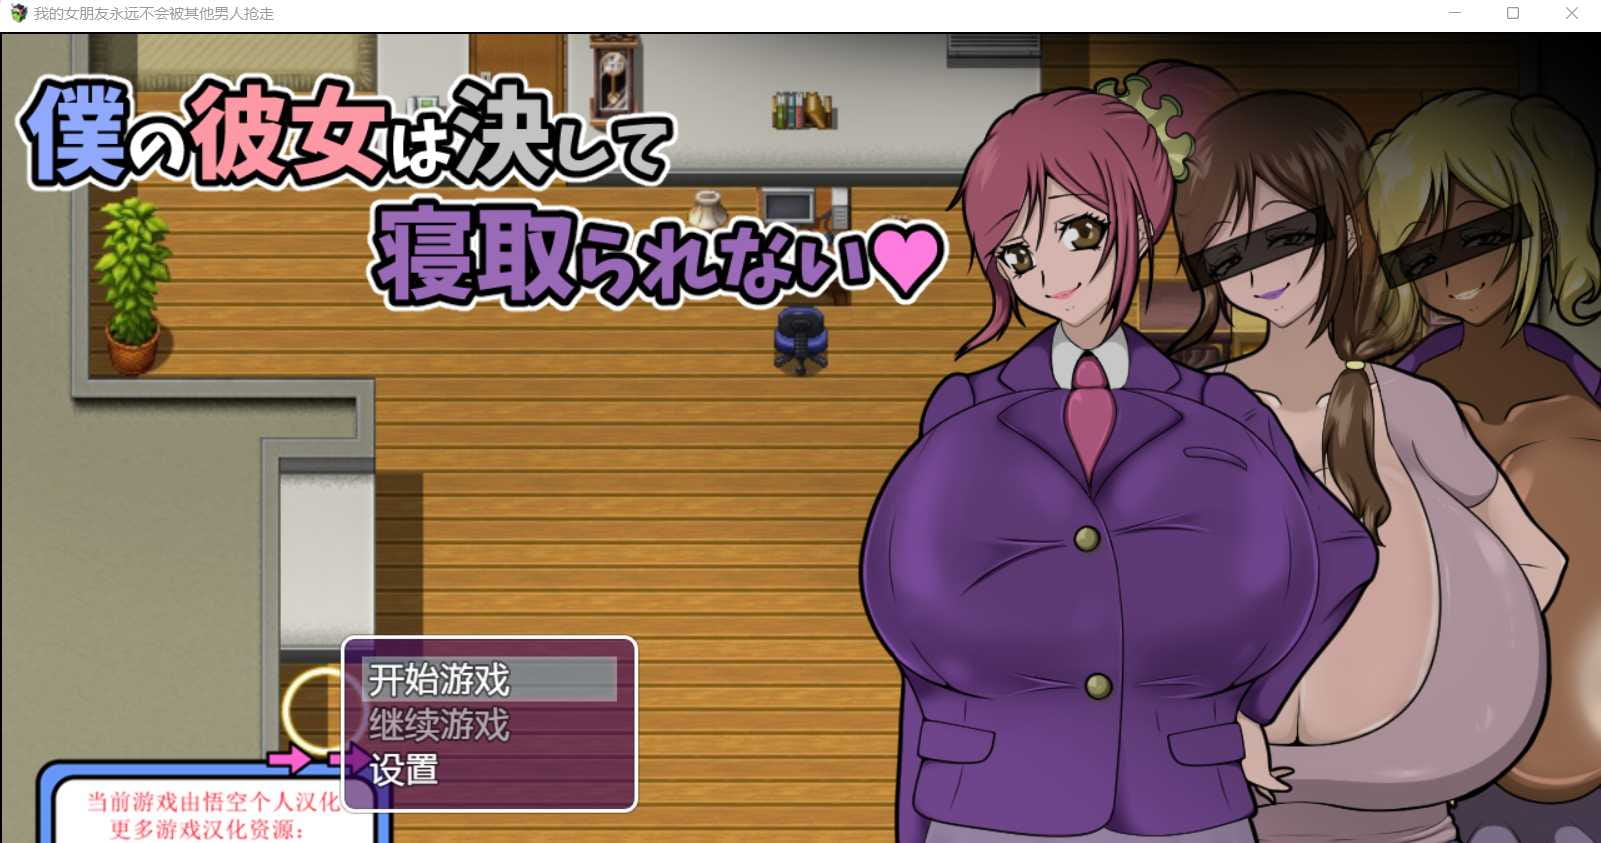 我的女朋友永远不会被其他男人抢走
僕の彼女は決して
寝取られない♥
开始游戏
继续游戏
设置
当前游戏由悟空个人汉化
更多游戏汉化资源: